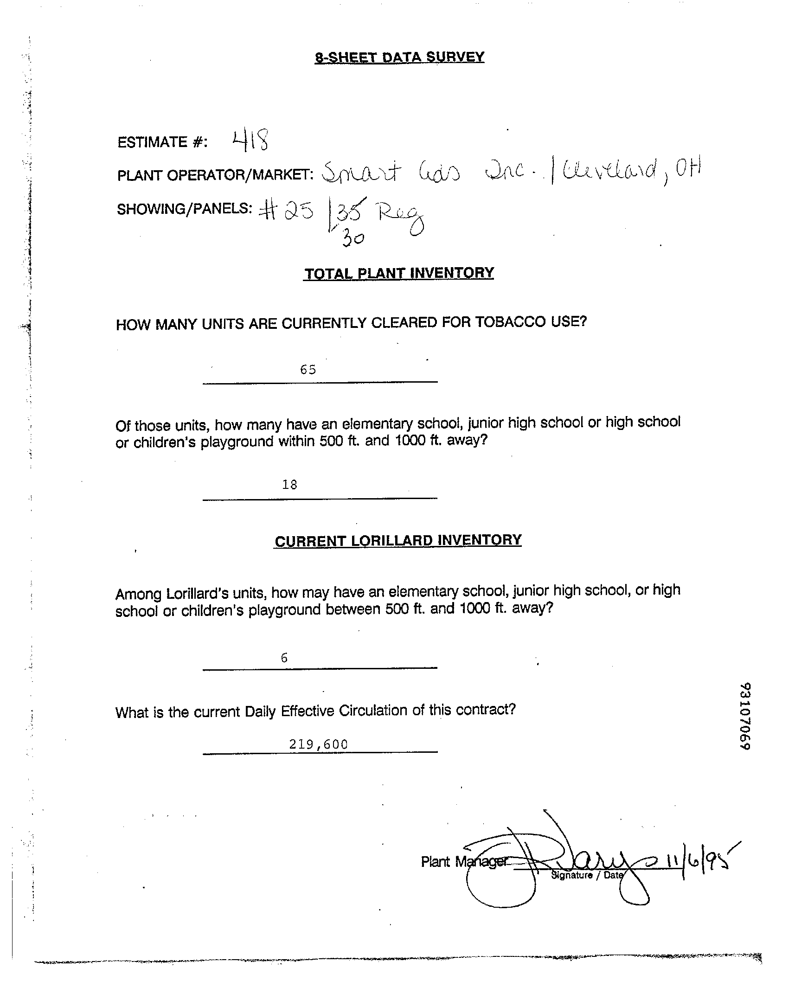 8-SHEET DATA SURVEY
ESTIMATE #: 418
PLANT OPERATOR/MARKET: Smart Ads Inc. / Cleveland, OH
SHOWING/PANELS: #25 / 35 Reg
30
TOTAL PLANT INVENTORY
HOW MANY UNITS ARE CURRENTLY CLEARED FOR TOBACCO USE?
65
Of those units, how many have an elementary school, junior high school or high school
or children's playground within 500 ft. and 1000 ft. away?
18
CURRENT LORILLARD INVENTORY
Among Lorillard's units, how may have an elementary school, junior high school, or high
school or children's playground between 500 ft. and 1000 ft. away?
6
What is the current Daily Effective Circulation of this contract?
219,600
93107069
Plant Manager 11/6/95
Signature / Date